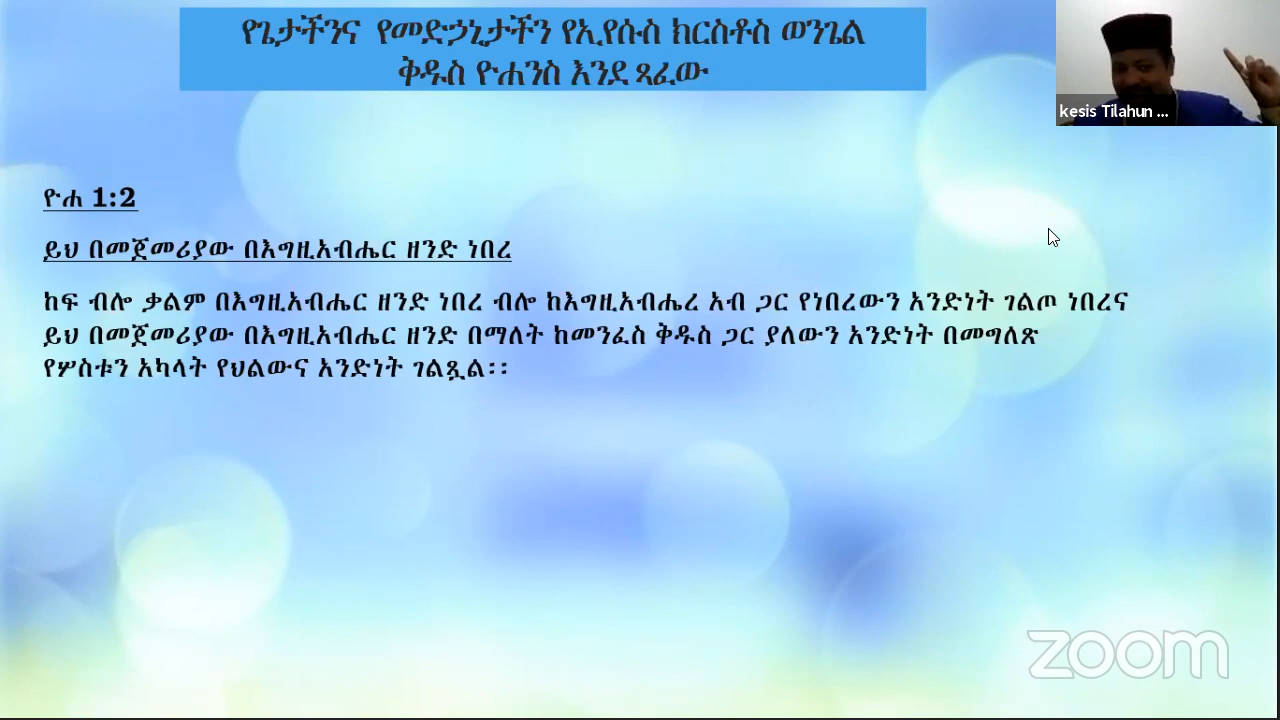 የጌታችንና የመድኃኒታችን የኢየሱስ ክርስቶስ ወንጌል
ቅዱስ ዮሐንስ እንደ ጻፈው
kesis Tilahun ...
ዮሐ 1:2
ይህ በመጀመሪያው በእግዚአብሔር ዘንድ ነበረ
ከፍ ብሎ ቃልም በእግዚአብሔር ዘንድ ነበረ ብሎ ከእግዚአብሔረ አብ ጋር የነበረውን አንድነት ገልጦ ነበረና
ይህ በመጀመሪያው በእግዚአብሔር ዘንድ በማለት ከመንፈስ ቅዱስ ጋር ያለውን አንድነት በመግለጽ
የሦስቱን አካላት የህልውና አንድነት ገልጿል፡፡
zoom